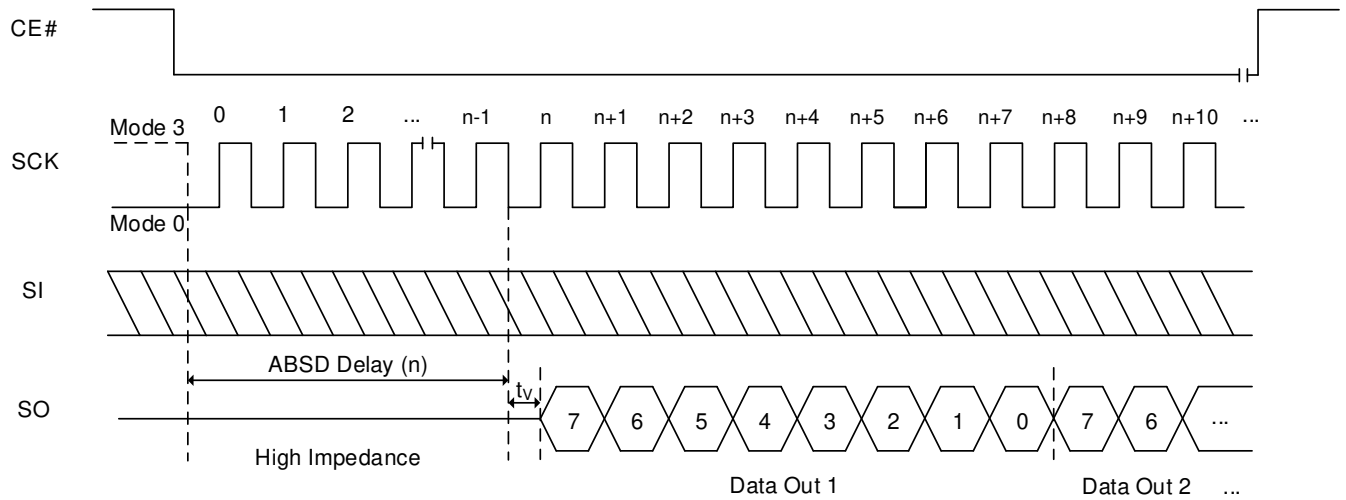 CE#
0 1 2 ... n-1 n n+1 n+2 n+3 n+4 n+5 n+6 n+7 n+8 n+9 n+10 ...
Mode 3
SCK
Mode 0
SI
ABSD Delay (n)
tV
SO
7 6 5 4 3 2 1 0 7 6 ...
High Impedance
Data Out 1 Data Out 2 ...